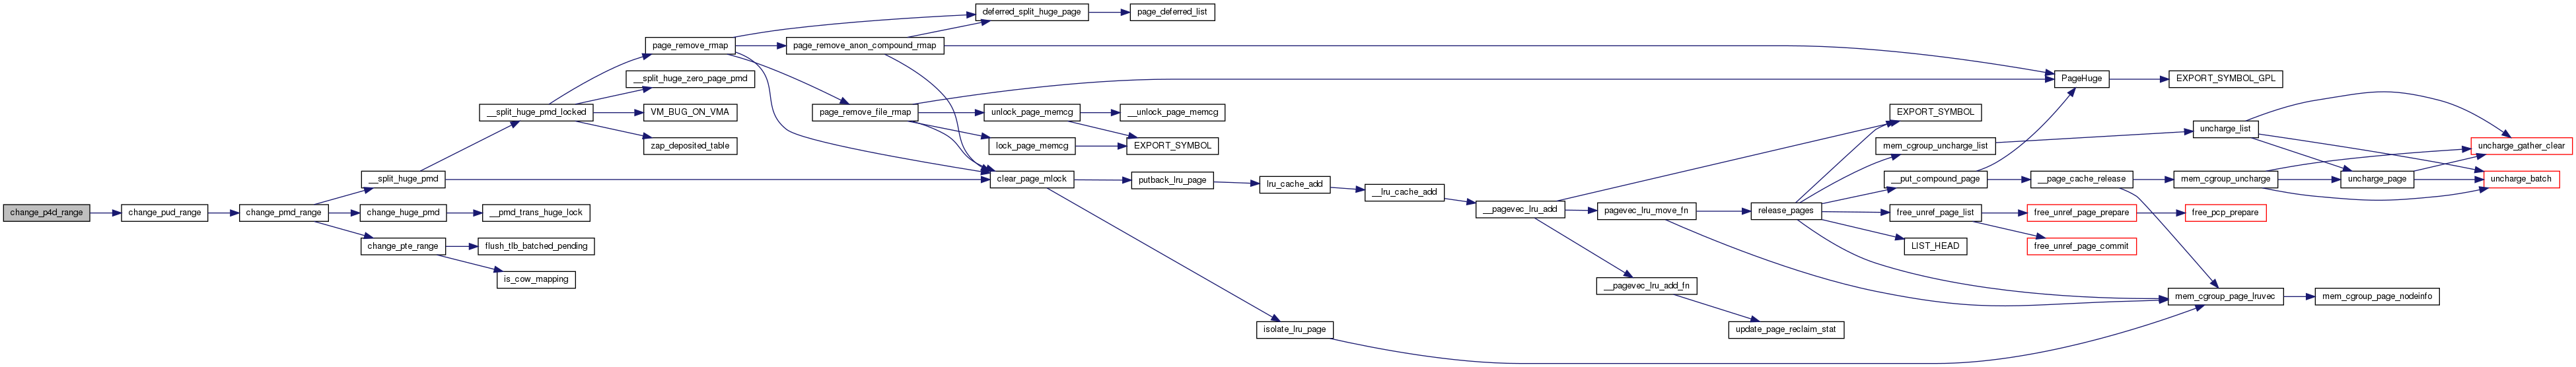 change_p4d_range
change_pud_range
change_pmd_range
__split_huge_pmd
change_huge_pmd
change_pte_range
__split_huge_pmd_locked
__pmd_trans_huge_lock
flush_tlb_batched_pending
is_cow_mapping
page_remove_rmap
__split_huge_zero_page_pmd
VM_BUG_ON_VMA
zap_deposited_table
page_remove_anon_compound_rmap
page_remove_file_rmap
deferred_split_huge_page
unlock_page_memcg
lock_page_memcg
clear_page_mlock
page_deferred_list
__unlock_page_memcg
EXPORT_SYMBOL
putback_lru_page
isolate_lru_page
lru_cache_add
__lru_cache_add
__pagevec_lru_add
pagevec_lru_move_fn
__pagevec_lru_add_fn
release_pages
update_page_reclaim_stat
EXPORT_SYMBOL
mem_cgroup_uncharge_list
__put_compound_page
free_unref_page_list
LIST_HEAD
PageHuge
__page_cache_release
free_unref_page_prepare
free_unref_page_commit
EXPORT_SYMBOL_GPL
uncharge_list
mem_cgroup_uncharge
free_pcp_prepare
mem_cgroup_page_lruvec
uncharge_page
mem_cgroup_page_nodeinfo
uncharge_gather_clear
uncharge_batch